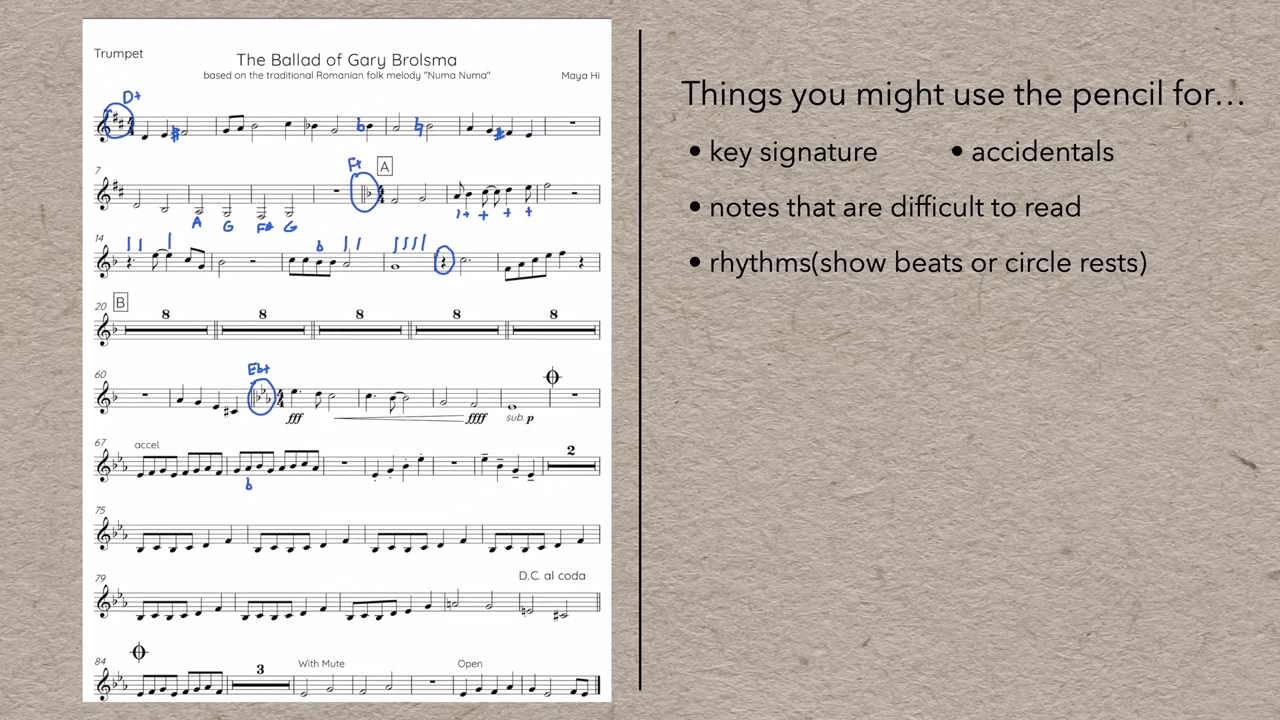 Trumpet
The Ballad of Gary Brolsma
based on the traditional Romanian folk melody "Numa Numa"
Maya Hi
D+
# b ♮ #
7
F+
A
A G F# G
1+ + + +
14
b
20
B
8 8 8 8 8
60
Eb+
fff ffff sub. p
67
accel.
2
b
75
79
D.C. al coda
84
3
With Mute
Open
Things you might use the pencil for...
• key signature • accidentals
• notes that are difficult to read
• rhythms(show beats or circle rests)